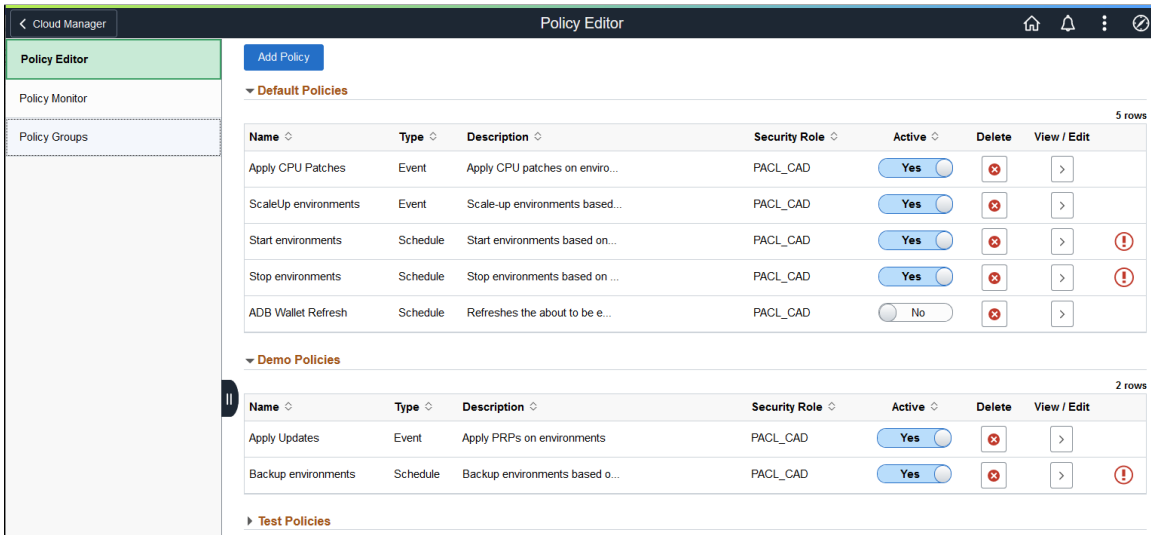 Cloud Manager
Policy Editor
Policy Editor
Policy Monitor
Policy Groups
Add Policy
Default Policies
5 rows
Name Type Description Security Role Active Delete View / Edit
Apply CPU Patches Event Apply CPU patches on enviro... PACL_CAD Yes
ScaleUp environments Event Scale-up environments based... PACL_CAD Yes
Start environments Schedule Start environments based on... PACL_CAD Yes
Stop environments Schedule Stop environments based on ... PACL_CAD Yes
ADB Wallet Refresh Schedule Refreshes the about to be e... PACL_CAD No
Demo Policies
2 rows
Name Type Description Security Role Active Delete View / Edit
Apply Updates Event Apply PRPs on environments PACL_CAD Yes
Backup environments Schedule Backup environments based o... PACL_CAD Yes
Test Policies